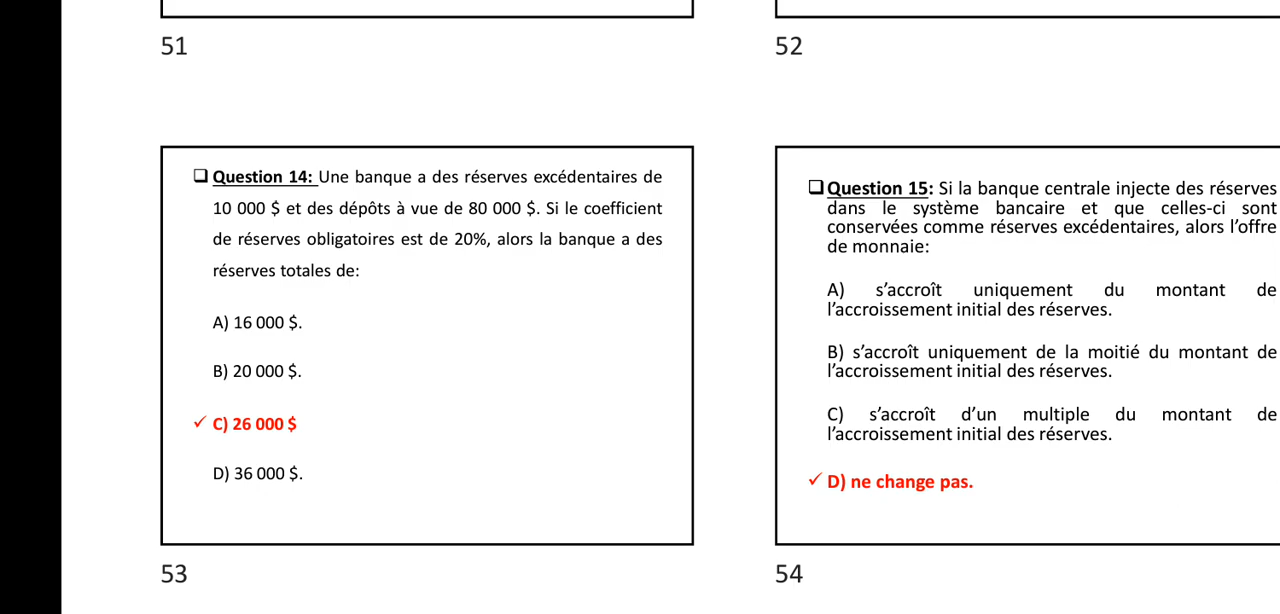 51
52
❑ Question 14: Une banque a des réserves excédentaires de
10 000 $ et des dépôts à vue de 80 000 $. Si le coefficient
de réserves obligatoires est de 20%, alors la banque a des
réserves totales de:
A) 16 000 $.
B) 20 000 $.
✓ C) 26 000 $
D) 36 000 $.
53
❑ Question 15: Si la banque centrale injecte des réserves
dans le système bancaire et que celles-ci sont
conservées comme réserves excédentaires, alors l’offre
de monnaie:
A) s’accroît uniquement du montant de
l’accroissement initial des réserves.
B) s’accroît uniquement de la moitié du montant de
l’accroissement initial des réserves.
C) s’accroît d’un multiple du montant de
l’accroissement initial des réserves.
✓ D) ne change pas.
54